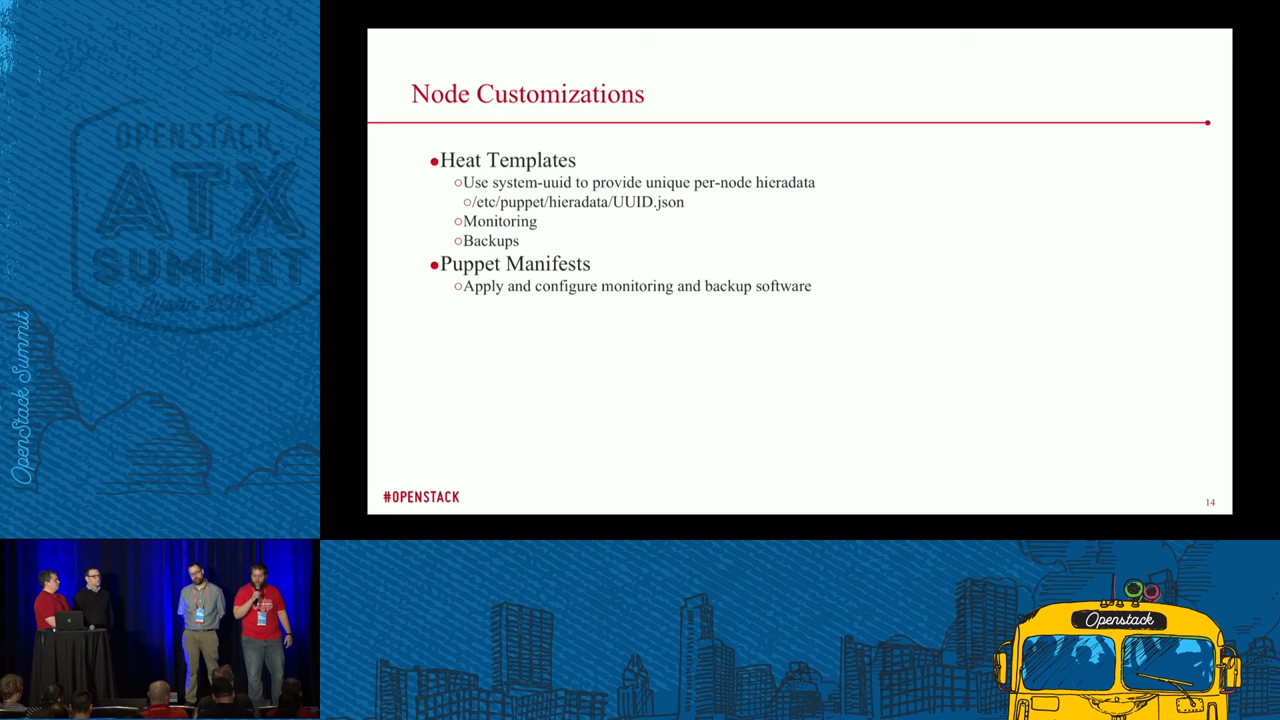 OPENSTACK
ATX
SUMMIT
Austin 2016
OpenStack Summit
Node Customizations
●Heat Templates
○Use system-uuid to provide unique per-node hieradata
○/etc/puppet/hieradata/UUID.json
○Monitoring
○Backups
●Puppet Manifests
○Apply and configure monitoring and backup software
#OPENSTACK
14
Openstack